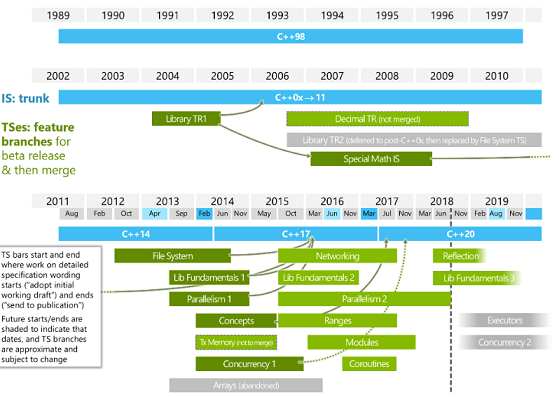 1989 1990 1991 1992 1993 1994 1995 1996 1997
C++98
2002 2003 2004 2005 2006 2007 2008 2009 2010
IS: trunk
C++0x → 11
TSes: feature
branches for
beta release
& then merge
Library TR1
Decimal TR (not merged)
Library TR2 (deferred to post-C++0x, then replaced by File System TS)
Special Math IS
2011 2012 2013 2014 2015 2016 2017 2018 2019
Aug Feb Oct Apr Sep Feb Jun Nov May Oct Mar Jun Nov Mar Jul Nov Mar Jun Nov Feb Aug Nov
C++14 C++17 C++20
TS bars start and end
where work on detailed
specification wording
starts (“adopt initial
working draft”) and ends
(“send to publication”)
Future starts/ends are
shaded to indicate that
dates, and TS branches
are approximate and
subject to change
File System Networking Reflection
Lib Fundamentals 1 Lib Fundamentals 2 Lib Fundamentals 3
Parallelism 1 Parallelism 2
Concepts Ranges Executors
Tx Memory (not to merge) Modules Concurrency 2
Concurrency 1 Coroutines
Arrays (abandoned)